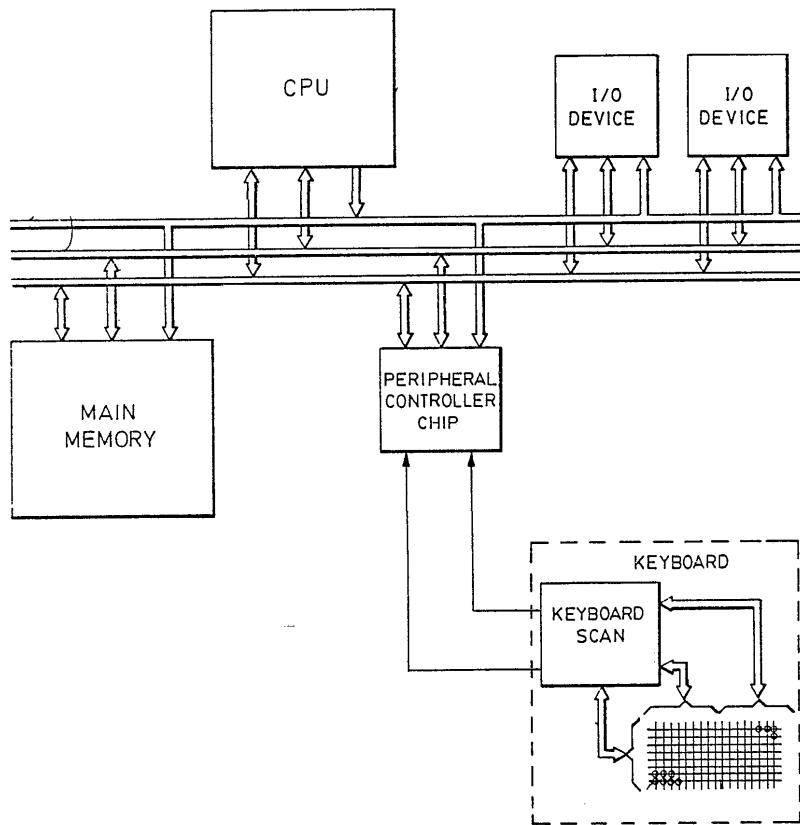 CPU
I/O
DEVICE
I/O
DEVICE
MAIN
MEMORY
PERIPHERAL
CONTROLLER
CHIP
KEYBOARD
KEYBOARD
SCAN